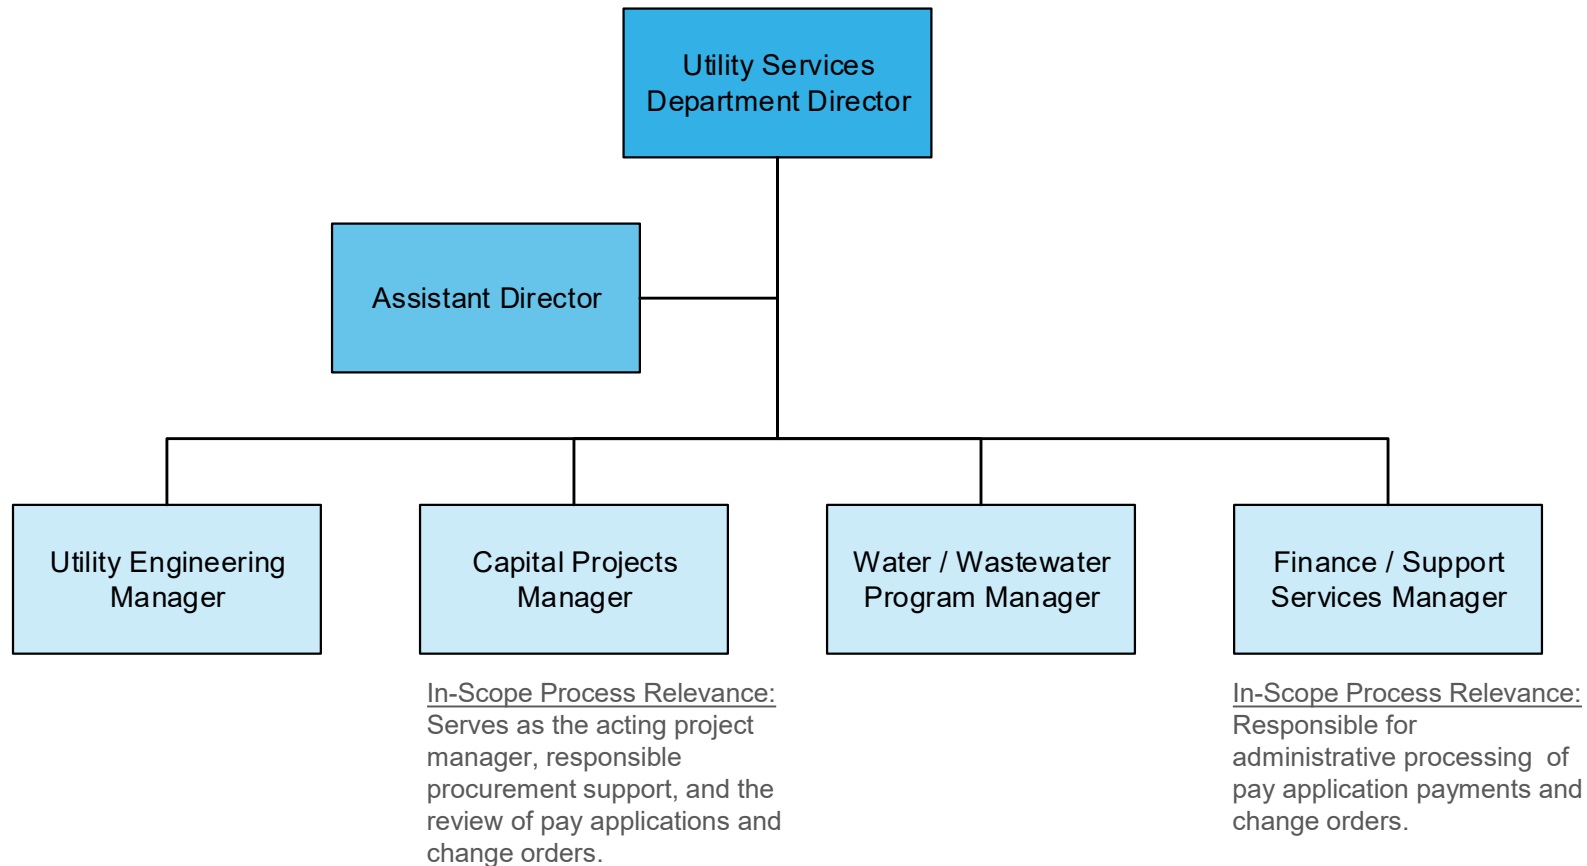 Utility Services
Department Director
Assistant Director
Utility Engineering
Manager
Capital Projects
Manager
Water / Wastewater
Program Manager
Finance / Support
Services Manager
In-Scope Process Relevance:
Serves as the acting project
manager, responsible
procurement support, and the
review of pay applications and
change orders.
In-Scope Process Relevance:
Responsible for
administrative processing  of
pay application payments and
change orders.